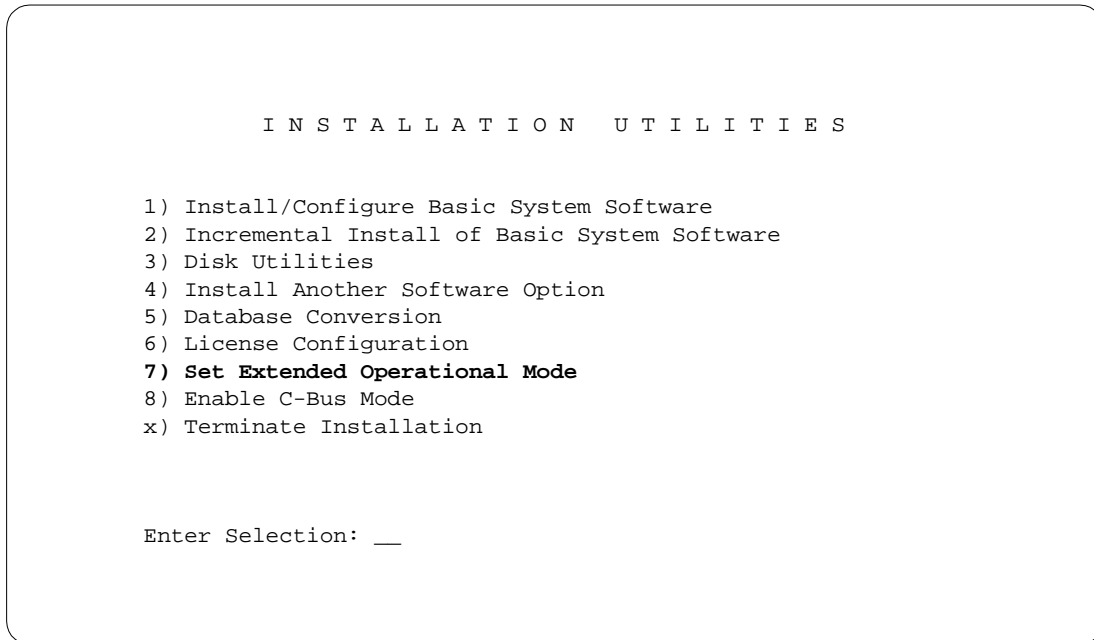 I N S T A L L A T I O N   U T I L I T I E S
1) Install/Configure Basic System Software
2) Incremental Install of Basic System Software
3) Disk Utilities
4) Install Another Software Option
5) Database Conversion
6) License Configuration
7) Set Extended Operational Mode
8) Enable C-Bus Mode
x) Terminate Installation
Enter Selection: __